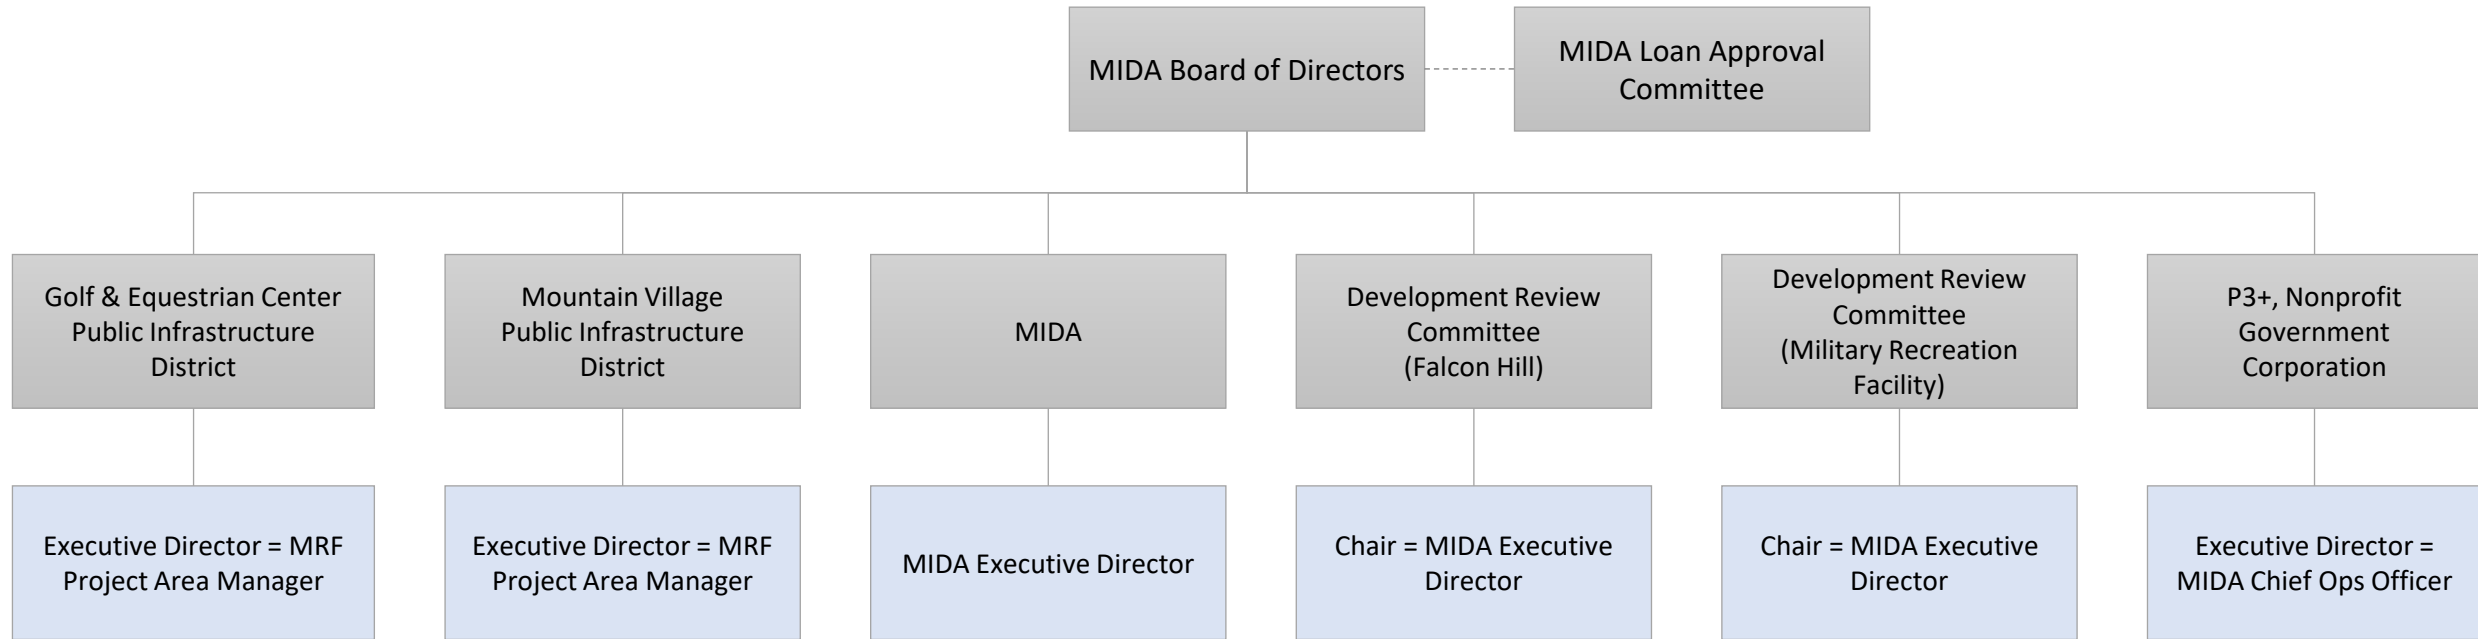 MIDA Board of Directors
MIDA Loan Approval
Committee
Golf & Equestrian Center
Public Infrastructure
District
Mountain Village
Public Infrastructure
District
MIDA
Development Review
Committee
(Falcon Hill)
Development Review
Committee
(Military Recreation
Facility)
P3+, Nonprofit
Government
Corporation
Executive Director = MRF
Project Area Manager
Executive Director = MRF
Project Area Manager
MIDA Executive Director
Chair = MIDA Executive
Director
Chair = MIDA Executive
Director
Executive Director =
MIDA Chief Ops Officer